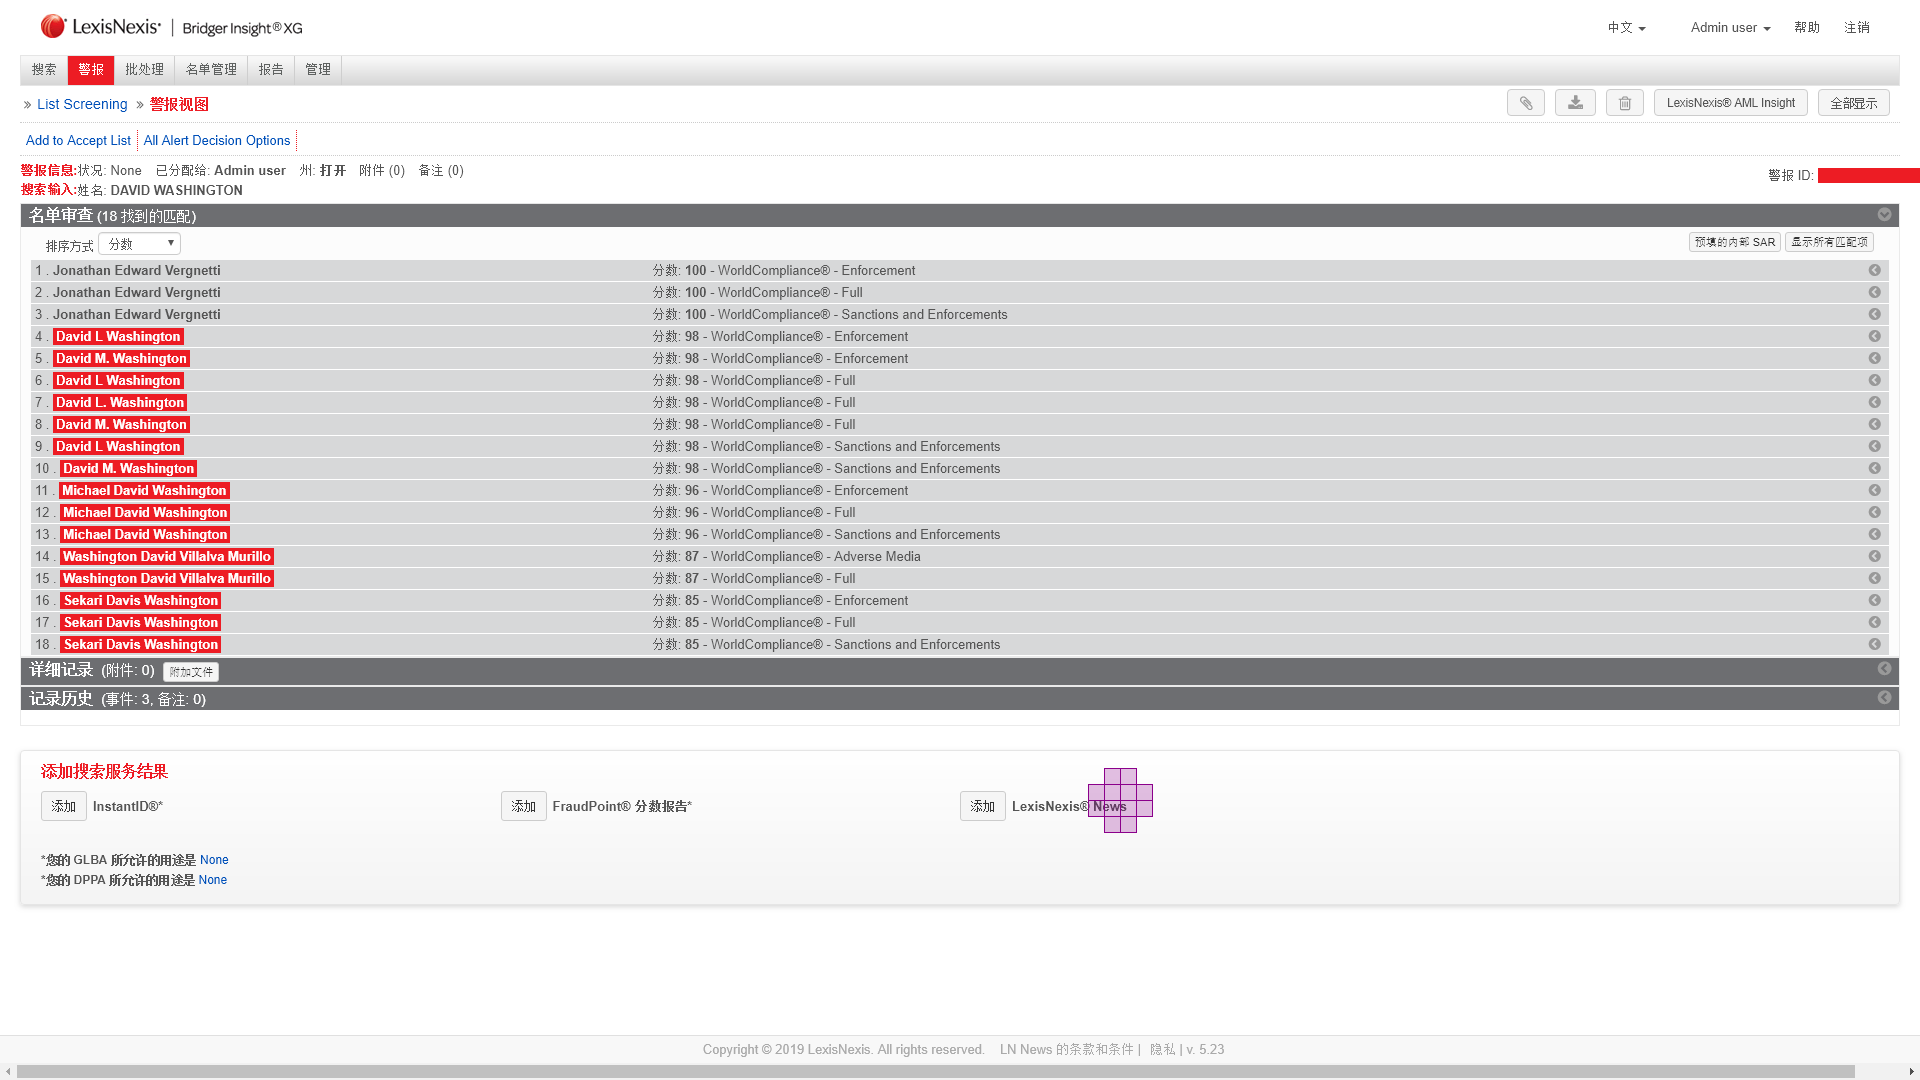 LexisNexis® | Bridger Insight® XG
中文 Admin user 帮助 注销
搜索 警报 批处理 名单管理 报告 管理
» List Screening » 警报视图
LexisNexis® AML Insight 全部显示
Add to Accept List All Alert Decision Options
警报信息:状况: None 已分配给: Admin user 州: 打开 附件 (0) 备注 (0)
搜索输入:姓名: DAVID WASHINGTON
警报 ID:
名单审查 (18 找到的匹配)
排序方式 分数 预填的内部 SAR 显示所有匹配项
1 . Jonathan Edward Vergnetti 分数: 100 - WorldCompliance® - Enforcement
2 . Jonathan Edward Vergnetti 分数: 100 - WorldCompliance® - Full
3 . Jonathan Edward Vergnetti 分数: 100 - WorldCompliance® - Sanctions and Enforcements
4 . David L Washington 分数: 98 - WorldCompliance® - Enforcement
5 . David M. Washington 分数: 98 - WorldCompliance® - Enforcement
6 . David L Washington 分数: 98 - WorldCompliance® - Full
7 . David L. Washington 分数: 98 - WorldCompliance® - Full
8 . David M. Washington 分数: 98 - WorldCompliance® - Full
9 . David L Washington 分数: 98 - WorldCompliance® - Sanctions and Enforcements
10 . David M. Washington 分数: 98 - WorldCompliance® - Sanctions and Enforcements
11 . Michael David Washington 分数: 96 - WorldCompliance® - Enforcement
12 . Michael David Washington 分数: 96 - WorldCompliance® - Full
13 . Michael David Washington 分数: 96 - WorldCompliance® - Sanctions and Enforcements
14 . Washington David Villalva Murillo 分数: 87 - WorldCompliance® - Adverse Media
15 . Washington David Villalva Murillo 分数: 87 - WorldCompliance® - Full
16 . Sekari Davis Washington 分数: 85 - WorldCompliance® - Enforcement
17 . Sekari Davis Washington 分数: 85 - WorldCompliance® - Full
18 . Sekari Davis Washington 分数: 85 - WorldCompliance® - Sanctions and Enforcements
详细记录 (附件: 0) 附加文件
记录历史 (事件: 3, 备注: 0)
添加搜索服务结果
添加 InstantID®* 添加 FraudPoint® 分数报告* 添加 LexisNexis® News
*您的 GLBA 所允许的用途是 None
*您的 DPPA 所允许的用途是 None
Copyright © 2019 LexisNexis. All rights reserved. LN News 的条款和条件 | 隐私 | v. 5.23